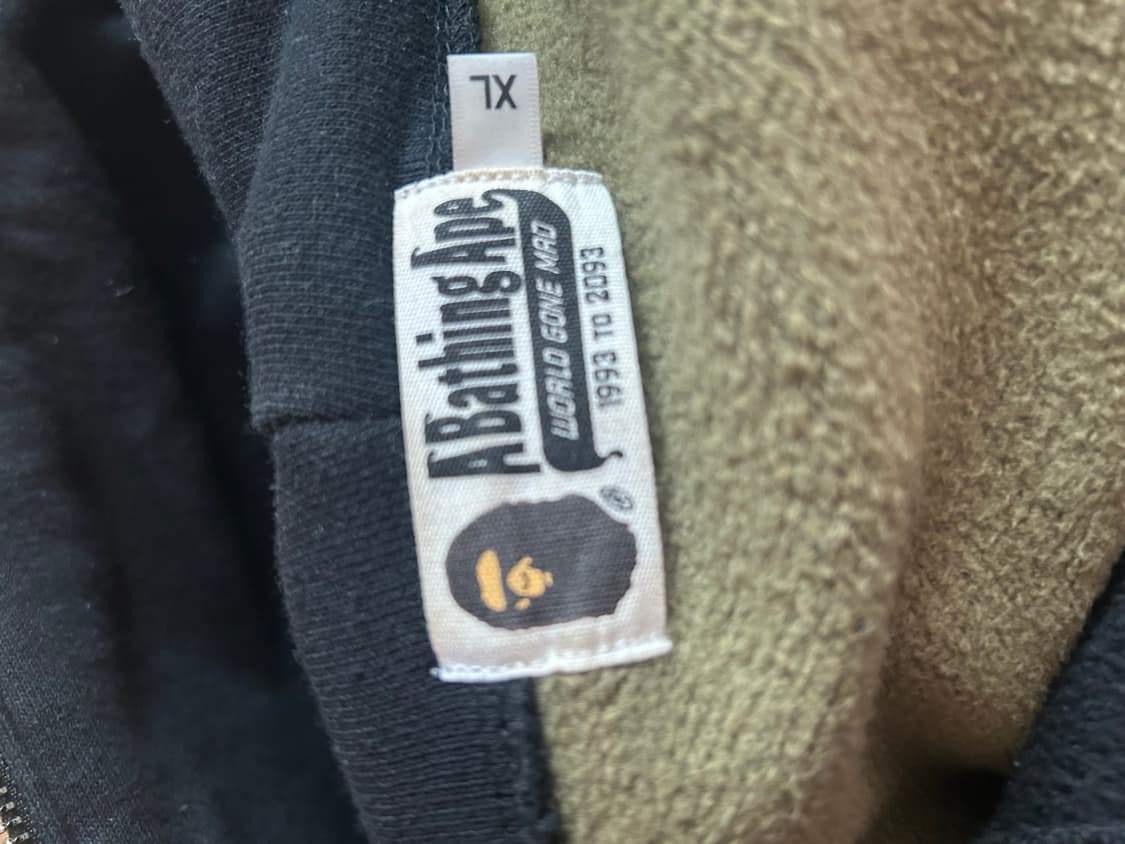 XL
ABathingApe
WORLD GONE MAD
1993 TO 2093
®